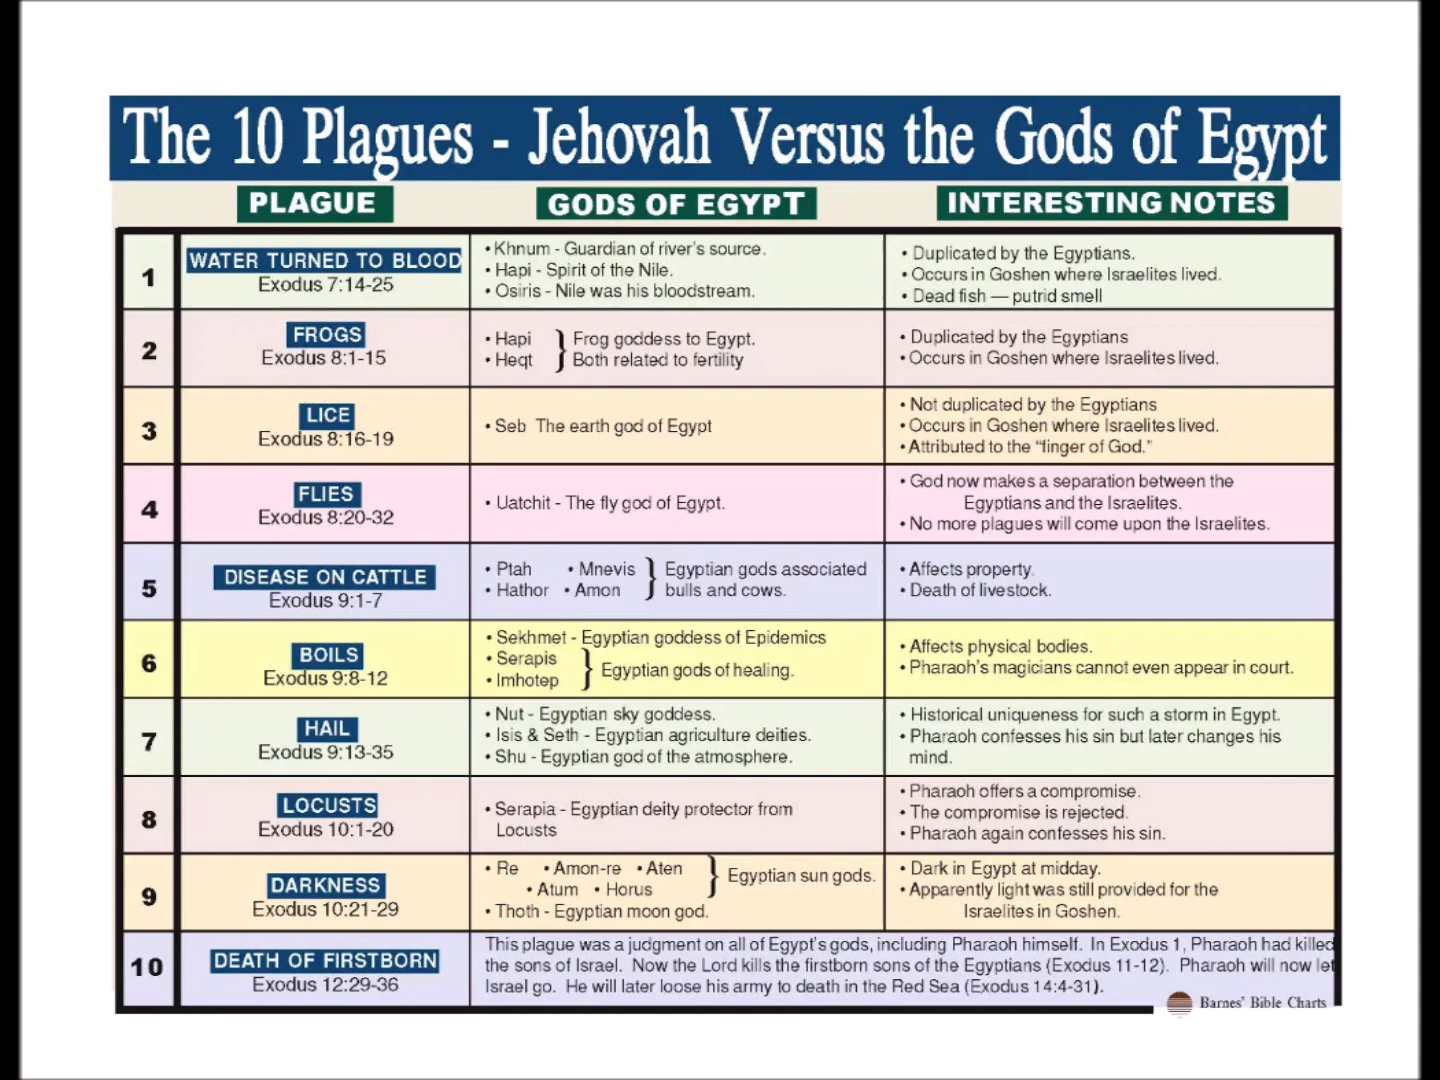 The 10 Plagues - Jehovah Versus the Gods of Egypt
PLAGUE
GODS OF EGYPT
INTERESTING NOTES
1
WATER TURNED TO BLOOD
Exodus 7:14-25
• Khnum - Guardian of river's source.
• Hapi - Spirit of the Nile.
• Osiris - Nile was his bloodstream.
• Duplicated by the Egyptians.
• Occurs in Goshen where Israelites lived.
• Dead fish — putrid smell
2
FROGS
Exodus 8:1-15
• Hapi } Frog goddess to Egypt.
• Heqt } Both related to fertility
• Duplicated by the Egyptians
• Occurs in Goshen where Israelites lived.
3
LICE
Exodus 8:16-19
• Seb The earth god of Egypt
• Not duplicated by the Egyptians
• Occurs in Goshen where Israelites lived.
• Attributed to the "finger of God."
4
FLIES
Exodus 8:20-32
• Uatchit - The fly god of Egypt.
• God now makes a separation between the
Egyptians and the Israelites.
• No more plagues will come upon the Israelites.
5
DISEASE ON CATTLE
Exodus 9:1-7
• Ptah • Mnevis } Egyptian gods associated
• Hathor • Amon } bulls and cows.
• Affects property.
• Death of livestock.
6
BOILS
Exodus 9:8-12
• Sekhmet - Egyptian goddess of Epidemics
• Serapis
• Imhotep } Egyptian gods of healing.
• Affects physical bodies.
• Pharaoh's magicians cannot even appear in court.
7
HAIL
Exodus 9:13-35
• Nut - Egyptian sky goddess.
• Isis & Seth - Egyptian agriculture deities.
• Shu - Egyptian god of the atmosphere.
• Historical uniqueness for such a storm in Egypt.
• Pharaoh confesses his sin but later changes his
mind.
8
LOCUSTS
Exodus 10:1-20
• Serapia - Egyptian deity protector from
Locusts
• Pharaoh offers a compromise.
• The compromise is rejected.
• Pharaoh again confesses his sin.
9
DARKNESS
Exodus 10:21-29
• Re • Amon-re • Aten } Egyptian sun gods.
• Atum • Horus
• Thoth - Egyptian moon god.
• Dark in Egypt at midday.
• Apparently light was still provided for the
Israelites in Goshen.
10
DEATH OF FIRSTBORN
Exodus 12:29-36
This plague was a judgment on all of Egypt's gods, including Pharaoh himself. In Exodus 1, Pharaoh had killed
the sons of Israel. Now the Lord kills the firstborn sons of the Egyptians (Exodus 11-12). Pharaoh will now let
Israel go. He will later loose his army to death in the Red Sea (Exodus 14:4-31).
Barnes' Bible Charts